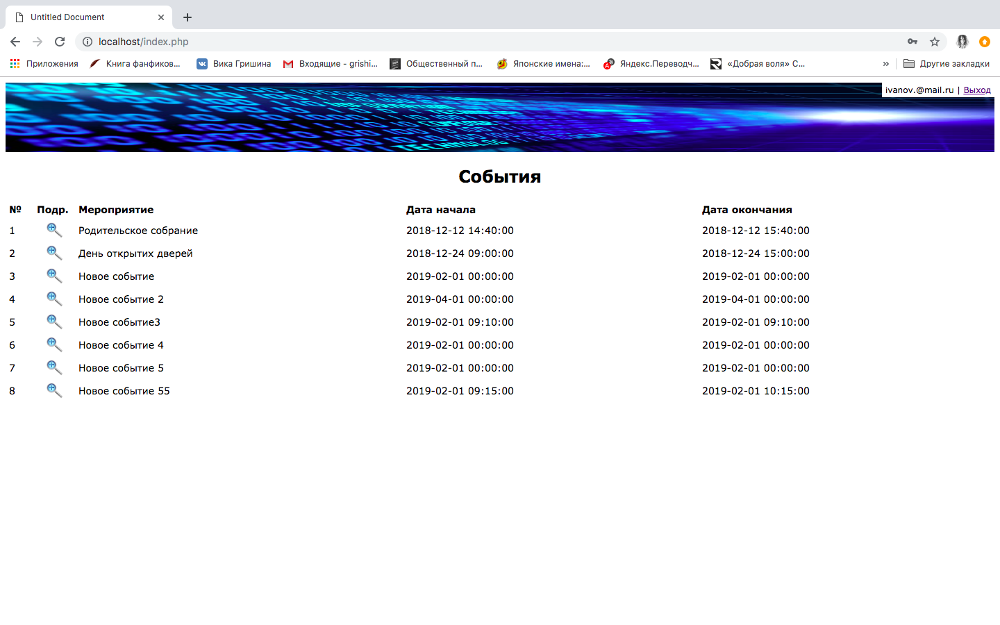 Untitled Document
localhost/index.php
Приложения Книга фанфиков... Вика Гришина Входящие - grishi... Общественный п... Японские имена:... Яндекс.Переводч... «Добрая воля» С... » Другие закладки
ivanov.@mail.ru | Выход
TECHNOLOG
События
№ Подр. Мероприятие Дата начала Дата окончания
1 Родительское собрание 2018-12-12 14:40:00 2018-12-12 15:40:00
2 День открытих дверей 2018-12-24 09:00:00 2018-12-24 15:00:00
3 Новое событие 2019-02-01 00:00:00 2019-02-01 00:00:00
4 Новое событие 2 2019-04-01 00:00:00 2019-04-01 00:00:00
5 Новое событие3 2019-02-01 09:10:00 2019-02-01 09:10:00
6 Новое событие 4 2019-02-01 00:00:00 2019-02-01 00:00:00
7 Новое событие 5 2019-02-01 00:00:00 2019-02-01 00:00:00
8 Новое событие 55 2019-02-01 09:15:00 2019-02-01 10:15:00